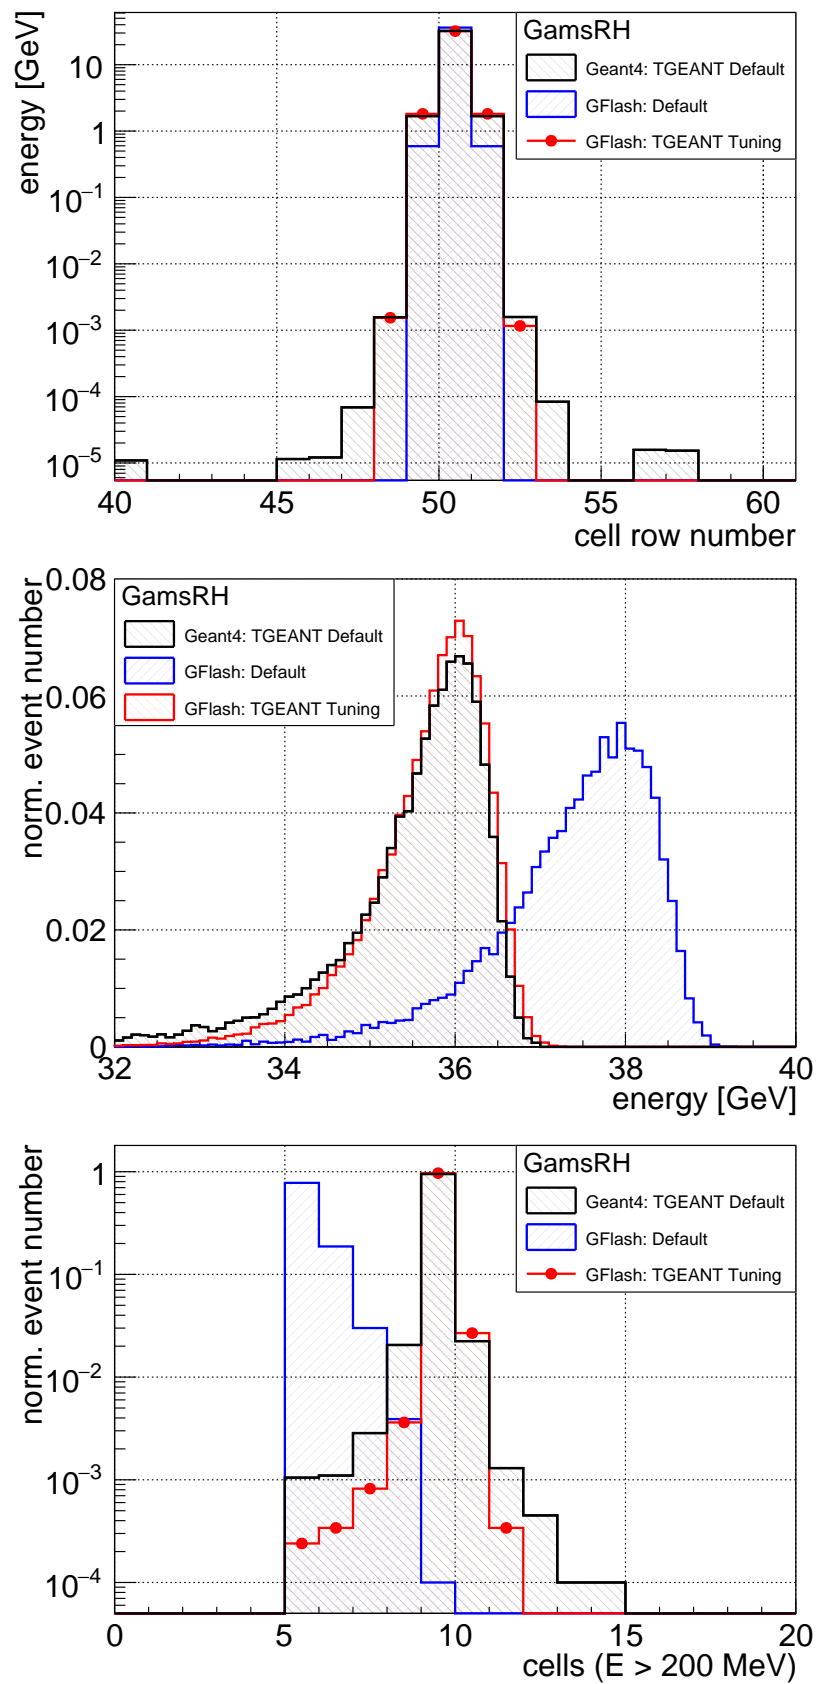 energy [GeV]
GamsRH
Geant4: TGEANT Default
GFlash: Default
GFlash: TGEANT Tuning
10
1
10⁻¹
10⁻²
10⁻³
10⁻⁴
10⁻⁵
40 45 50 55 60
cell row number
norm. event number
GamsRH
Geant4: TGEANT Default
GFlash: Default
GFlash: TGEANT Tuning
0.08
0.06
0.04
0.02
0
32 34 36 38 40
energy [GeV]
norm. event number
GamsRH
Geant4: TGEANT Default
GFlash: Default
GFlash: TGEANT Tuning
1
10⁻¹
10⁻²
10⁻³
10⁻⁴
0 5 10 15 20
cells (E > 200 MeV)